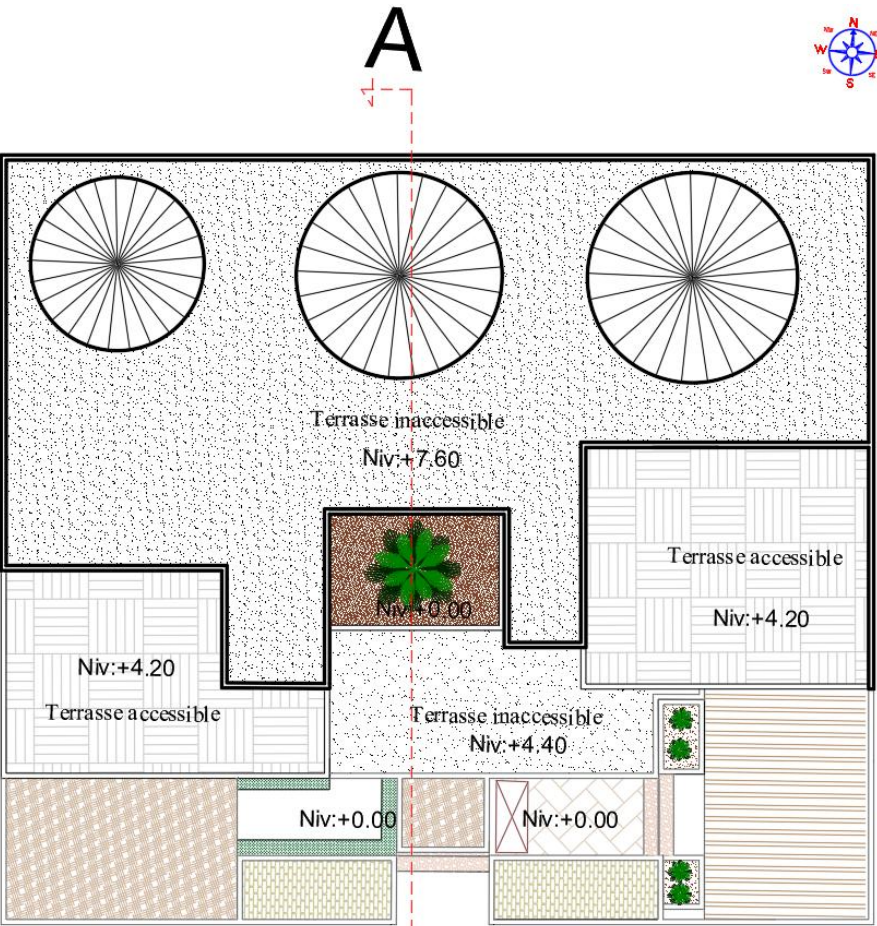 A
N
W
S
SE
Terrasse inaccessible
Niv:+7.60
Terrasse accessible
Niv:+0.00
Niv:+4.20
Niv:+4.20
Terrasse accessible
Terrasse inaccessible
Niv:+4.40
Niv:+0.00
Niv:+0.00